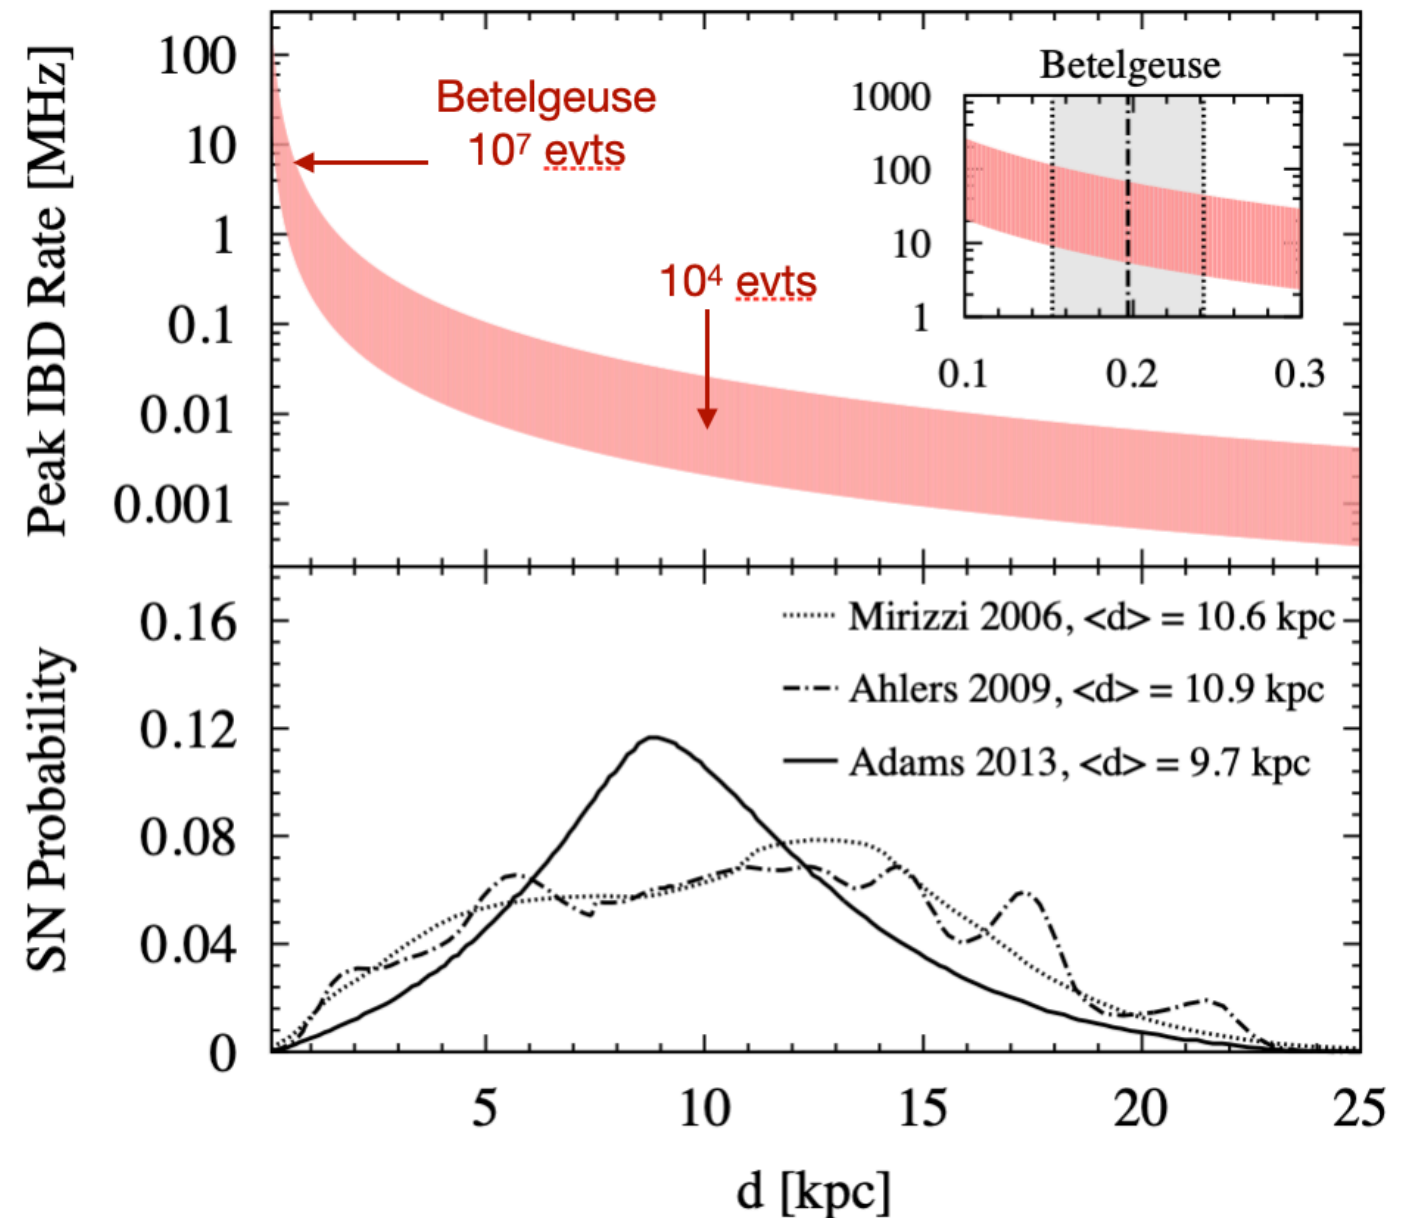 Peak IBD Rate [MHz]
100
10
1
0.1
0.01
0.001
Betelgeuse
10⁷ evts
10⁴ evts
Betelgeuse
1000
100
10
1
0.1 0.2 0.3
SN Probability
0.16
0.12
0.08
0.04
0
Mirizzi 2006, <d> = 10.6 kpc
Ahlers 2009, <d> = 10.9 kpc
Adams 2013, <d> = 9.7 kpc
5 10 15 20 25
d [kpc]